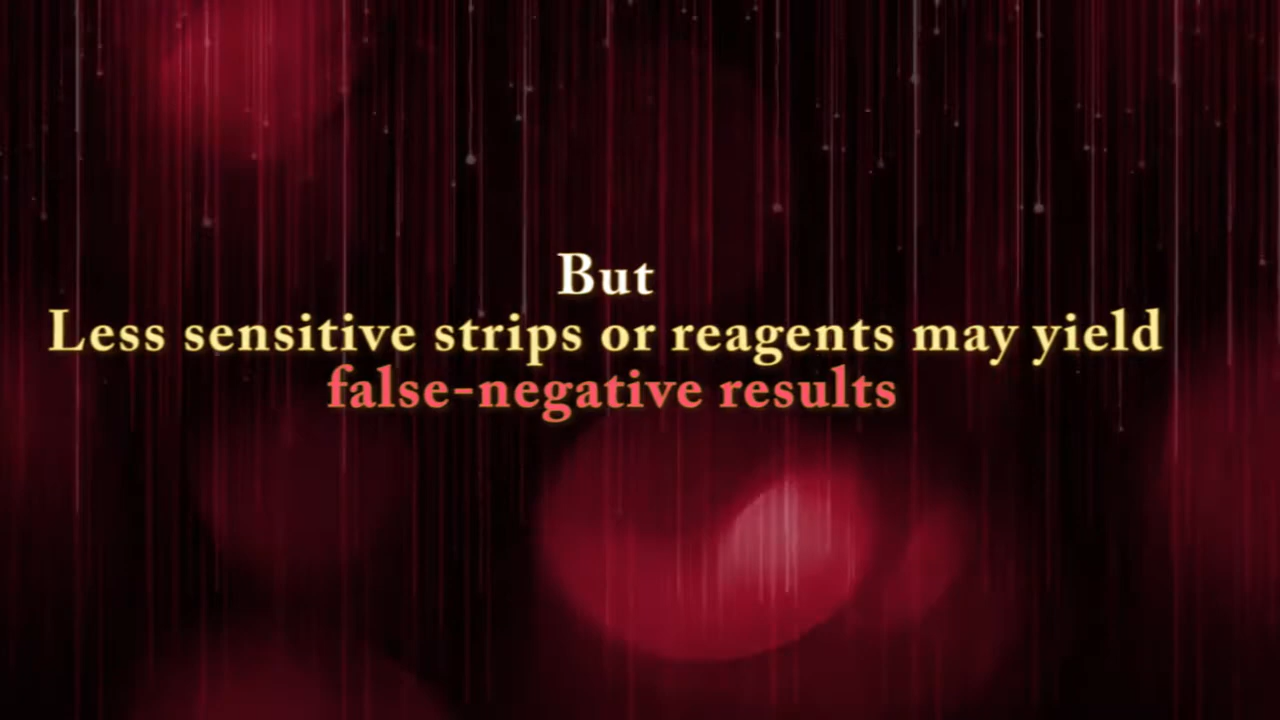 But
Less sensitive strips or reagents may yield
false-negative results